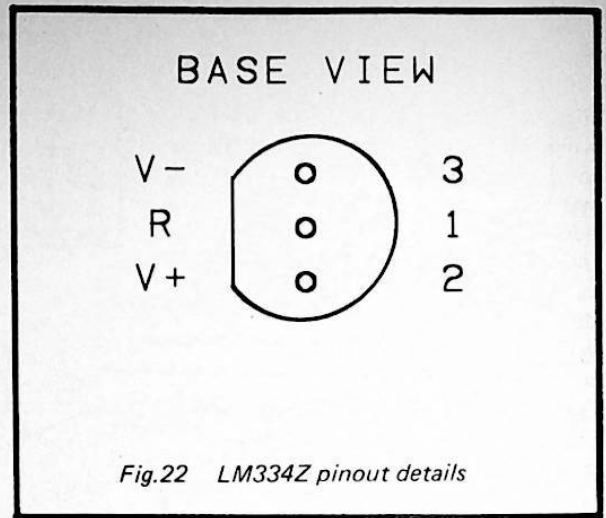 BASE VIEW
V- 3
R 1
V+ 2
Fig.22 LM334Z pinout details